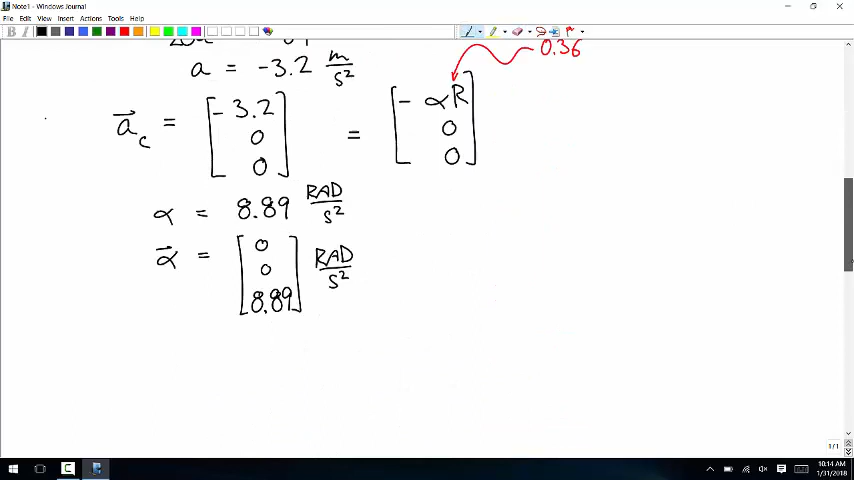 Note1 - Windows Journal
File Edit View Insert Actions Tools Help
B I
0.36
a = -3.2 m/s²
a⃗c = [-3.2 0 0] = [-αR 0 0]
α = 8.89 RAD/s²
α⃗ = [0 0 8.89] RAD/s²
1/1
10:14 AM
1/31/2018